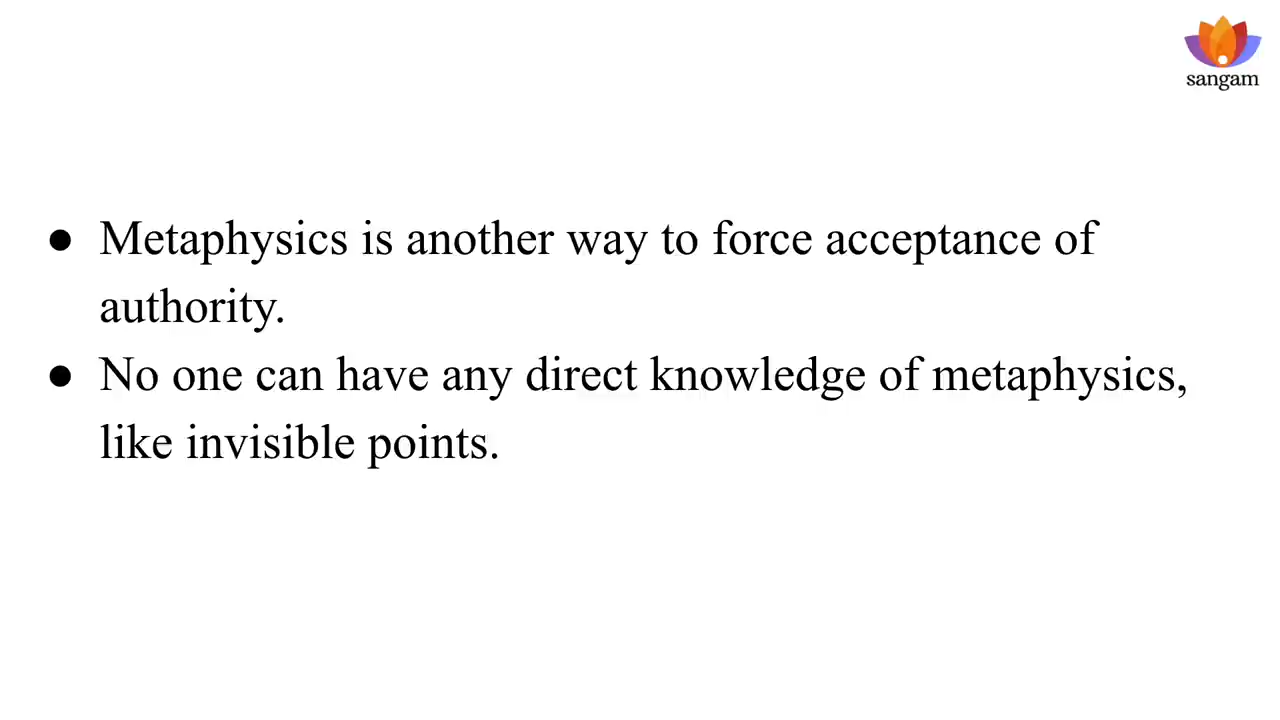 sangam
● Metaphysics is another way to force acceptance of
authority.
● No one can have any direct knowledge of metaphysics,
like invisible points.